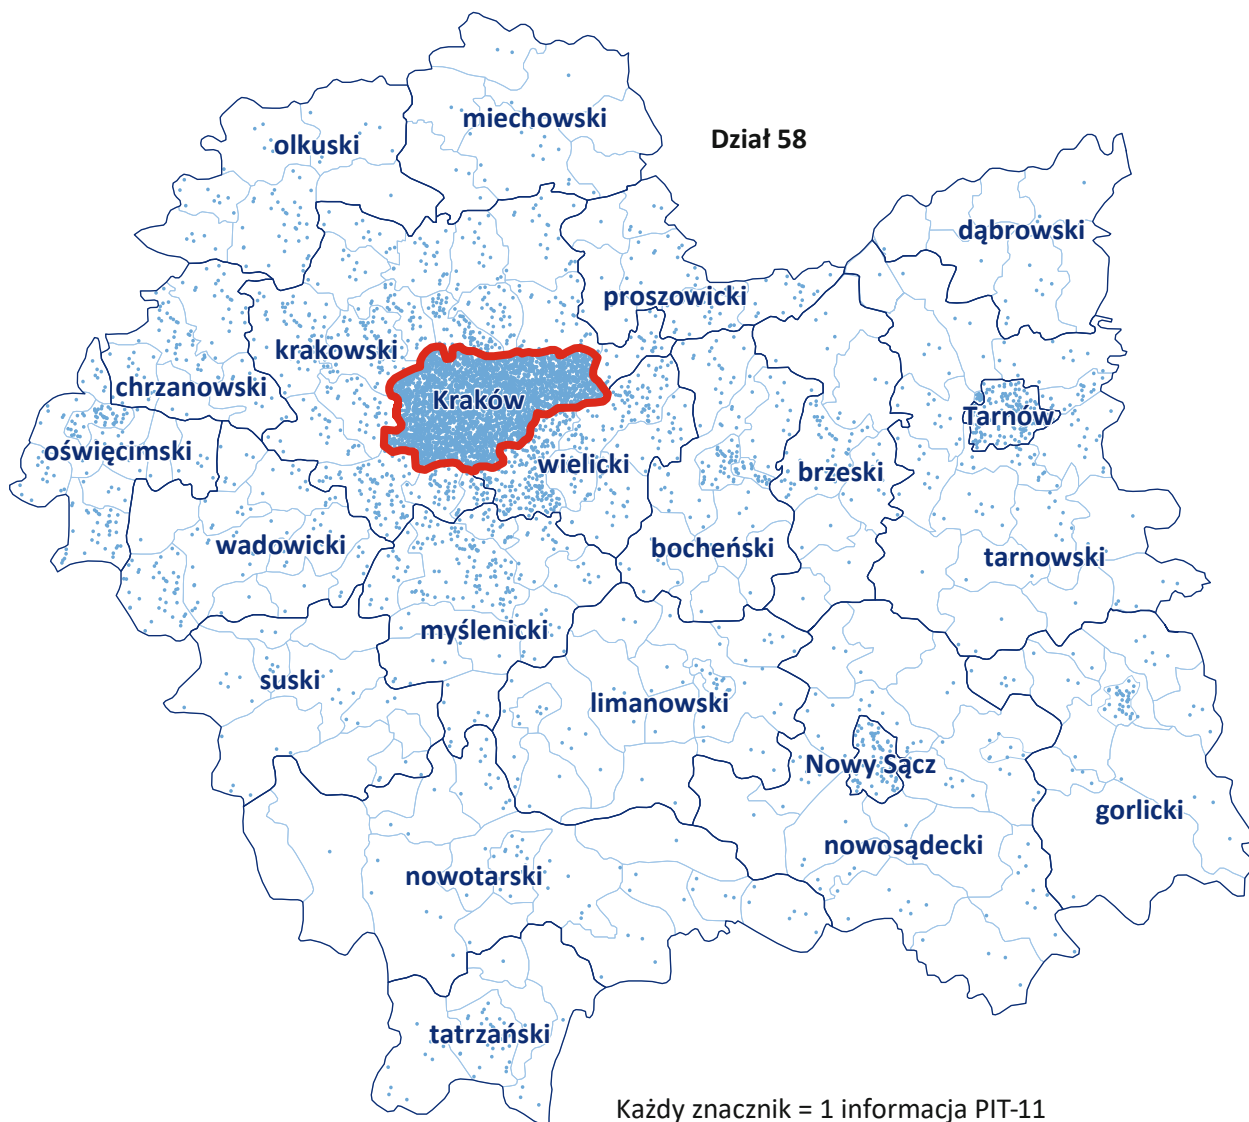 miechowski
Dział 58
olkuski
dąbrowski
proszowicki
krakowski
chrzanowski
Kraków
Tarnów
oświęcimski
wielicki
brzeski
wadowicki
bocheński
tarnowski
myślenicki
suski
limanowski
Nowy Sącz
gorlicki
nowosądecki
nowotarski
tatrzański
Każdy znacznik = 1 informacja PIT-11